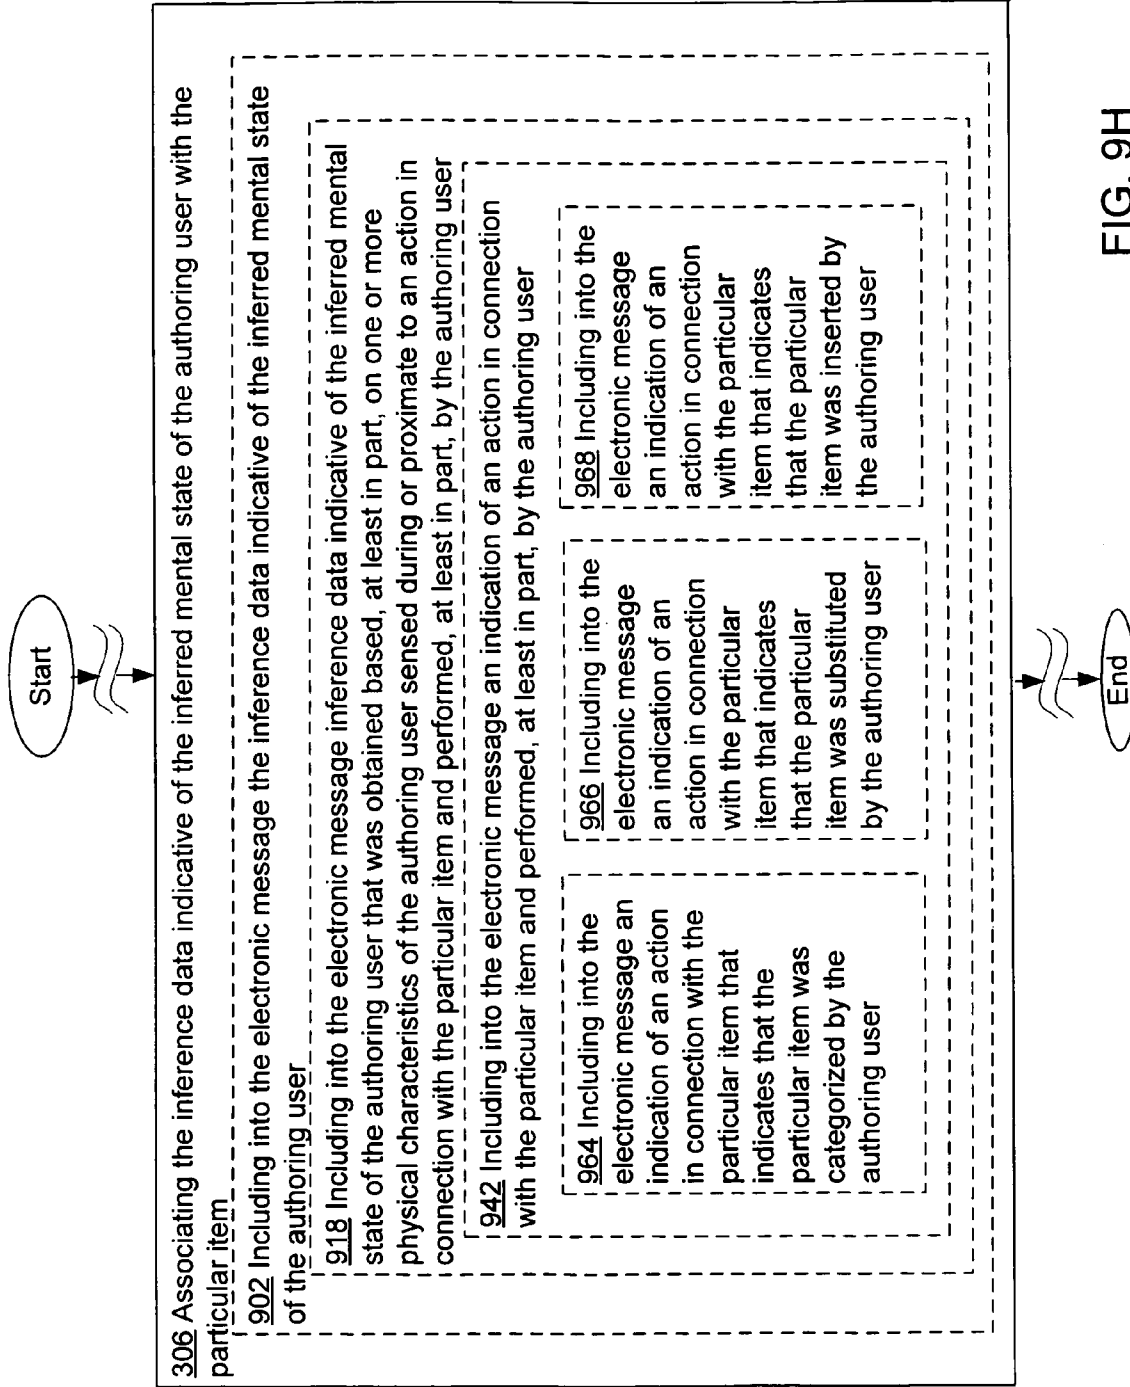 Start
306 Associating the inference data indicative of the inferred mental state of the authoring user with the
particular item
902 Including into the electronic message the inference data indicative of the inferred mental state
of the authoring user
918 Including into the electronic message inference data indicative of the inferred mental
state of the authoring user that was obtained based, at least in part, on one or more
physical characteristics of the authoring user sensed during or proximate to an action in
connection with the particular item and performed, at least in part, by the authoring user
942 Including into the electronic message an indication of an action in connection
with the particular item and performed, at least in part, by the authoring user
964 Including into the
electronic message an
indication of an action
in connection with the
particular item that
indicates that the
particular item was
categorized by the
authoring user
966 Including into the
electronic message
an indication of an
action in connection
with the particular
item that indicates
that the particular
item was substituted
by the authoring user
968 Including into the
electronic message
an indication of an
action in connection
with the particular
item that indicates
that the particular
item was inserted by
the authoring user
End
FIG. 9H